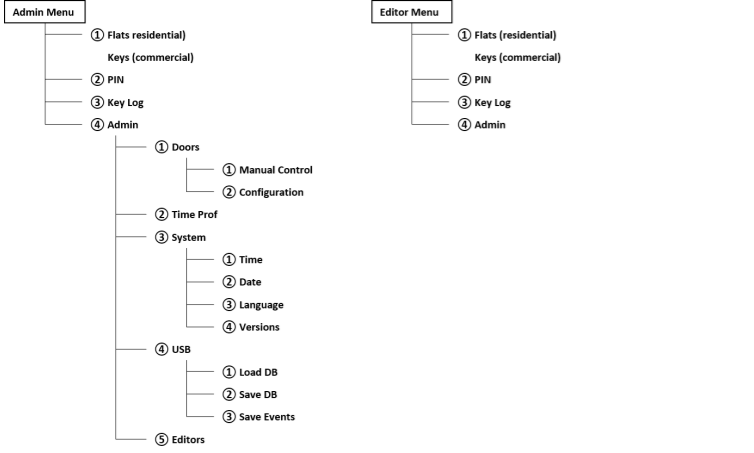 Admin Menu
① Flats residential)
Keys (commercial)
② PIN
③ Key Log
④ Admin
① Doors
① Manual Control
② Configuration
② Time Prof
③ System
① Time
② Date
③ Language
④ Versions
④ USB
① Load DB
② Save DB
③ Save Events
⑤ Editors
Editor Menu
① Flats (residential)
Keys (commercial)
② PIN
③ Key Log
④ Admin